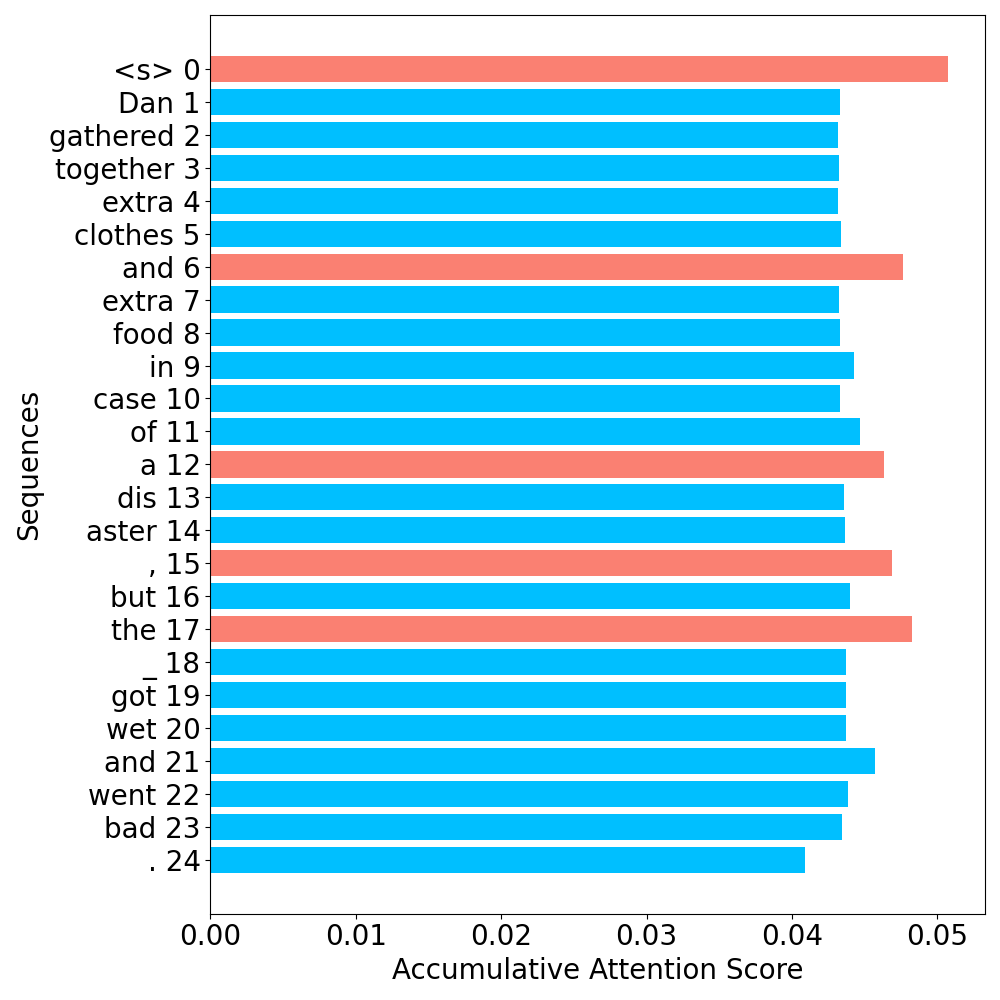 <s> 0
Dan 1
gathered 2
together 3
extra 4
clothes 5
and 6
extra 7
food 8
in 9
case 10
of 11
a 12
dis 13
aster 14
, 15
but 16
the 17
_ 18
got 19
wet 20
and 21
went 22
bad 23
. 24
Sequences
0.00 0.01 0.02 0.03 0.04 0.05
Accumulative Attention Score